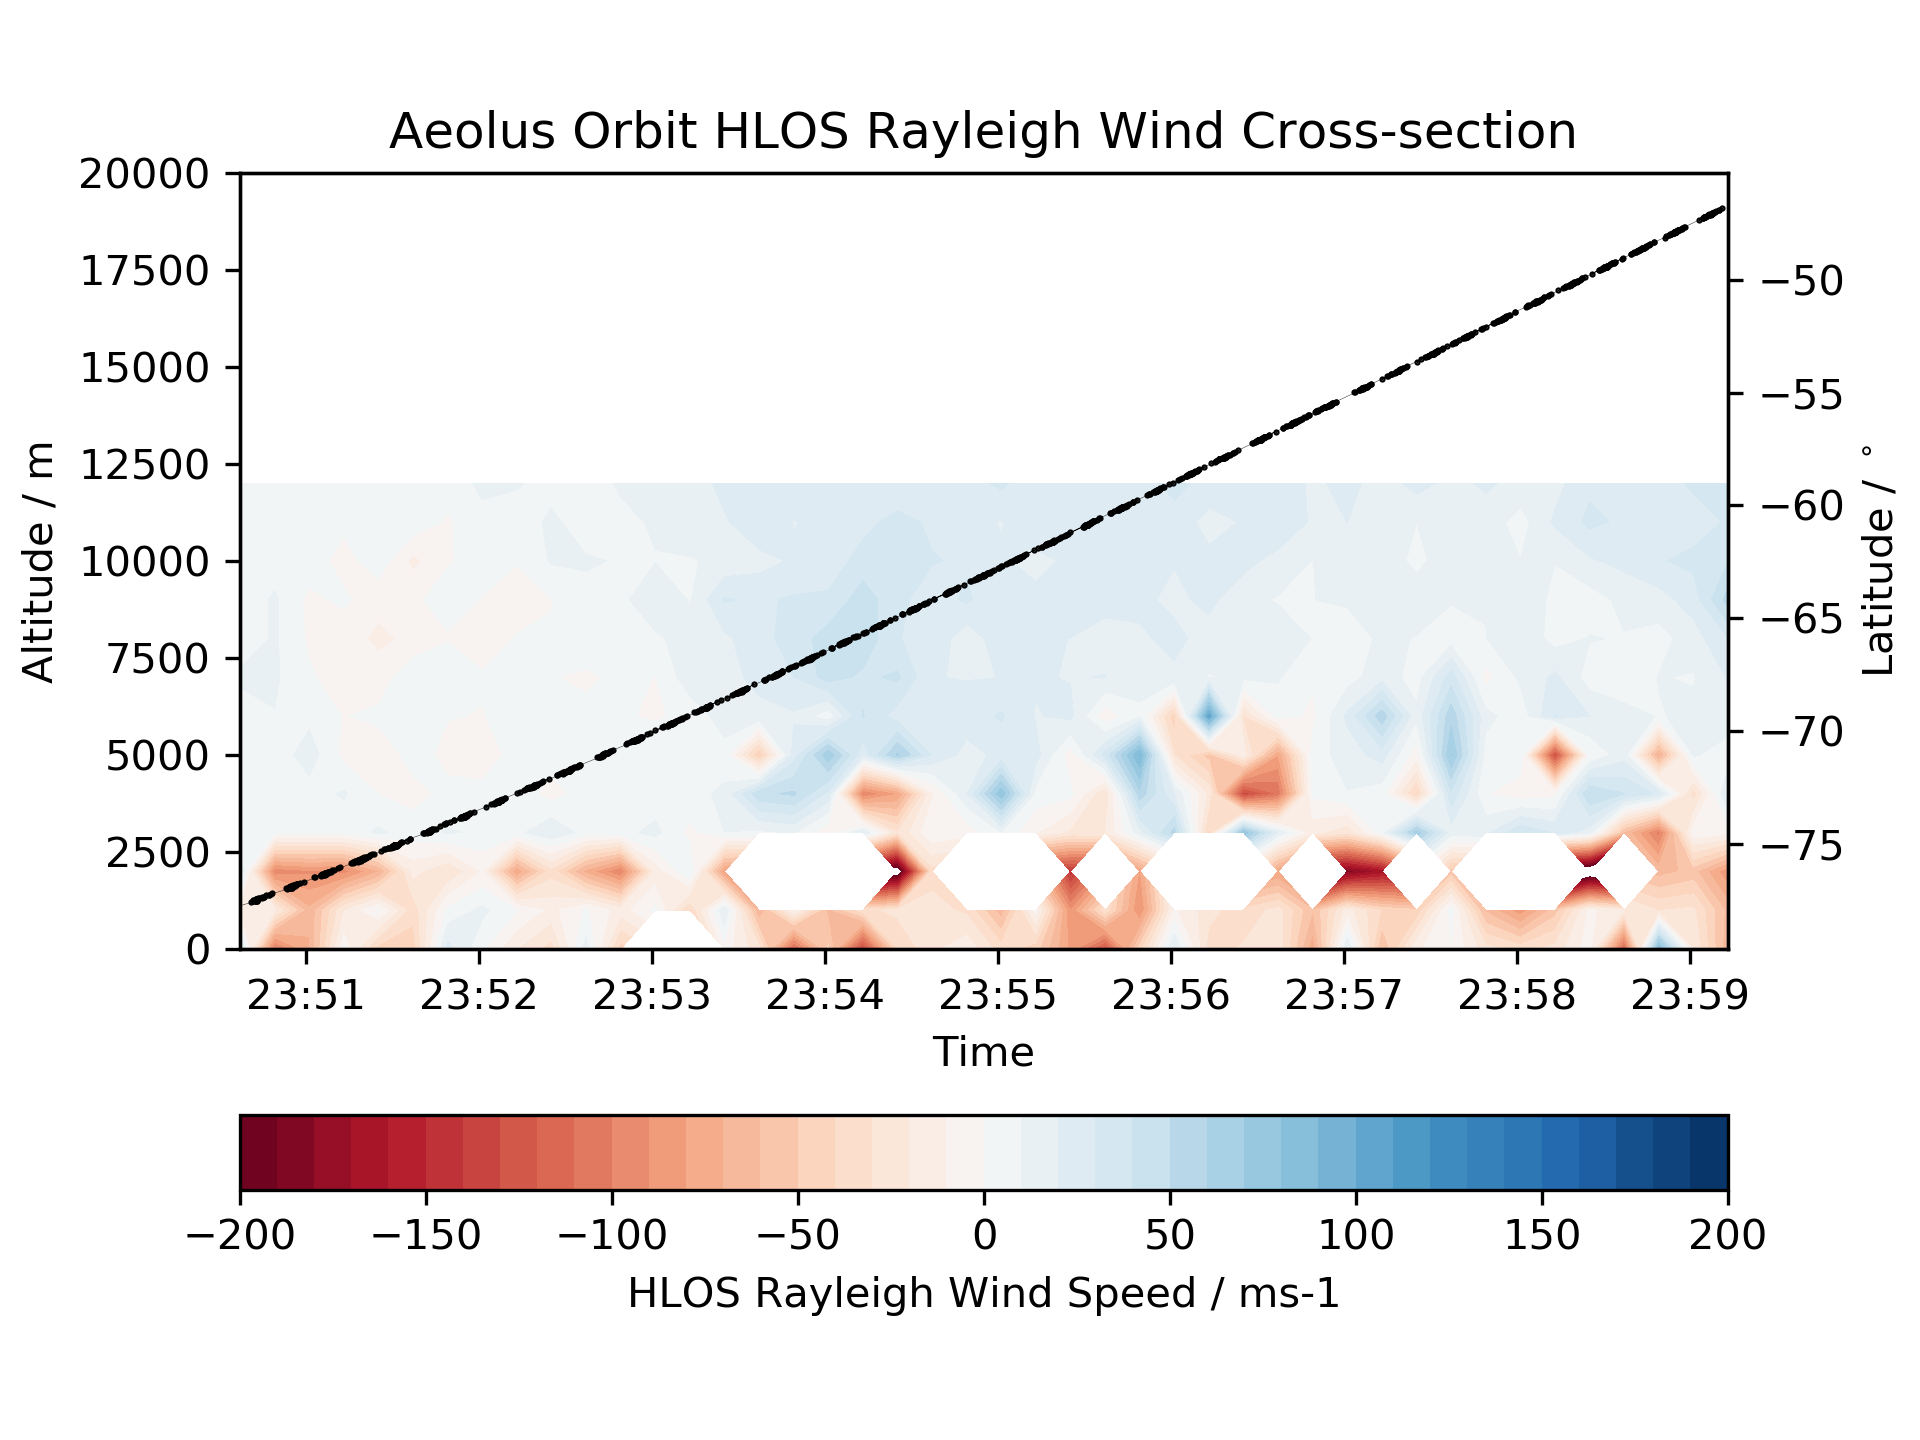 Aeolus Orbit HLOS Rayleigh Wind Cross-section
20000
17500
15000
12500
10000
7500
5000
2500
0
Altitude / m
−50
−55
−60
−65
−70
−75
Latitude / °
23:51 23:52 23:53 23:54 23:55 23:56 23:57 23:58 23:59
Time
−200 −150 −100 −50 0 50 100 150 200
HLOS Rayleigh Wind Speed / ms-1